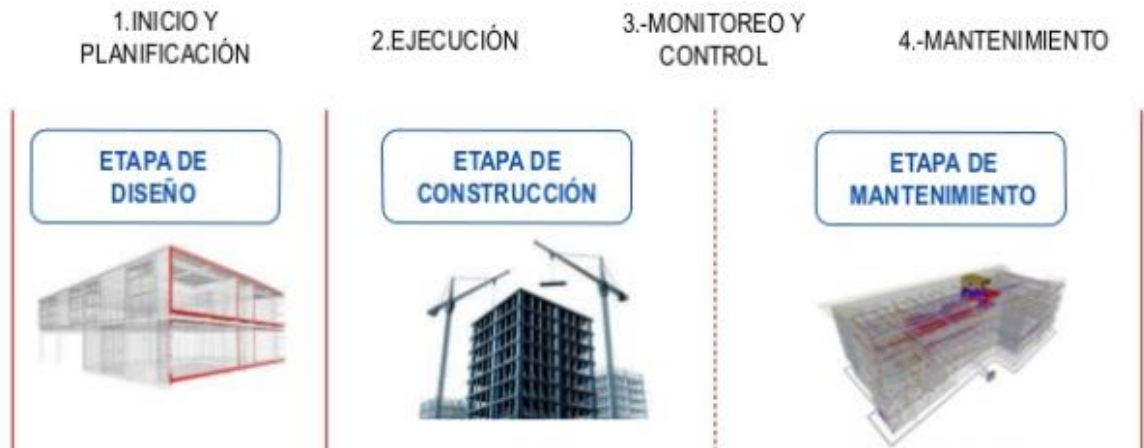 1.INICIO Y
PLANIFICACIÓN
2.EJECUCIÓN
3.-MONITOREO Y
CONTROL
4.-MANTENIMIENTO
ETAPA DE
DISEÑO
ETAPA DE
CONSTRUCCIÓN
ETAPA DE
MANTENIMIENTO